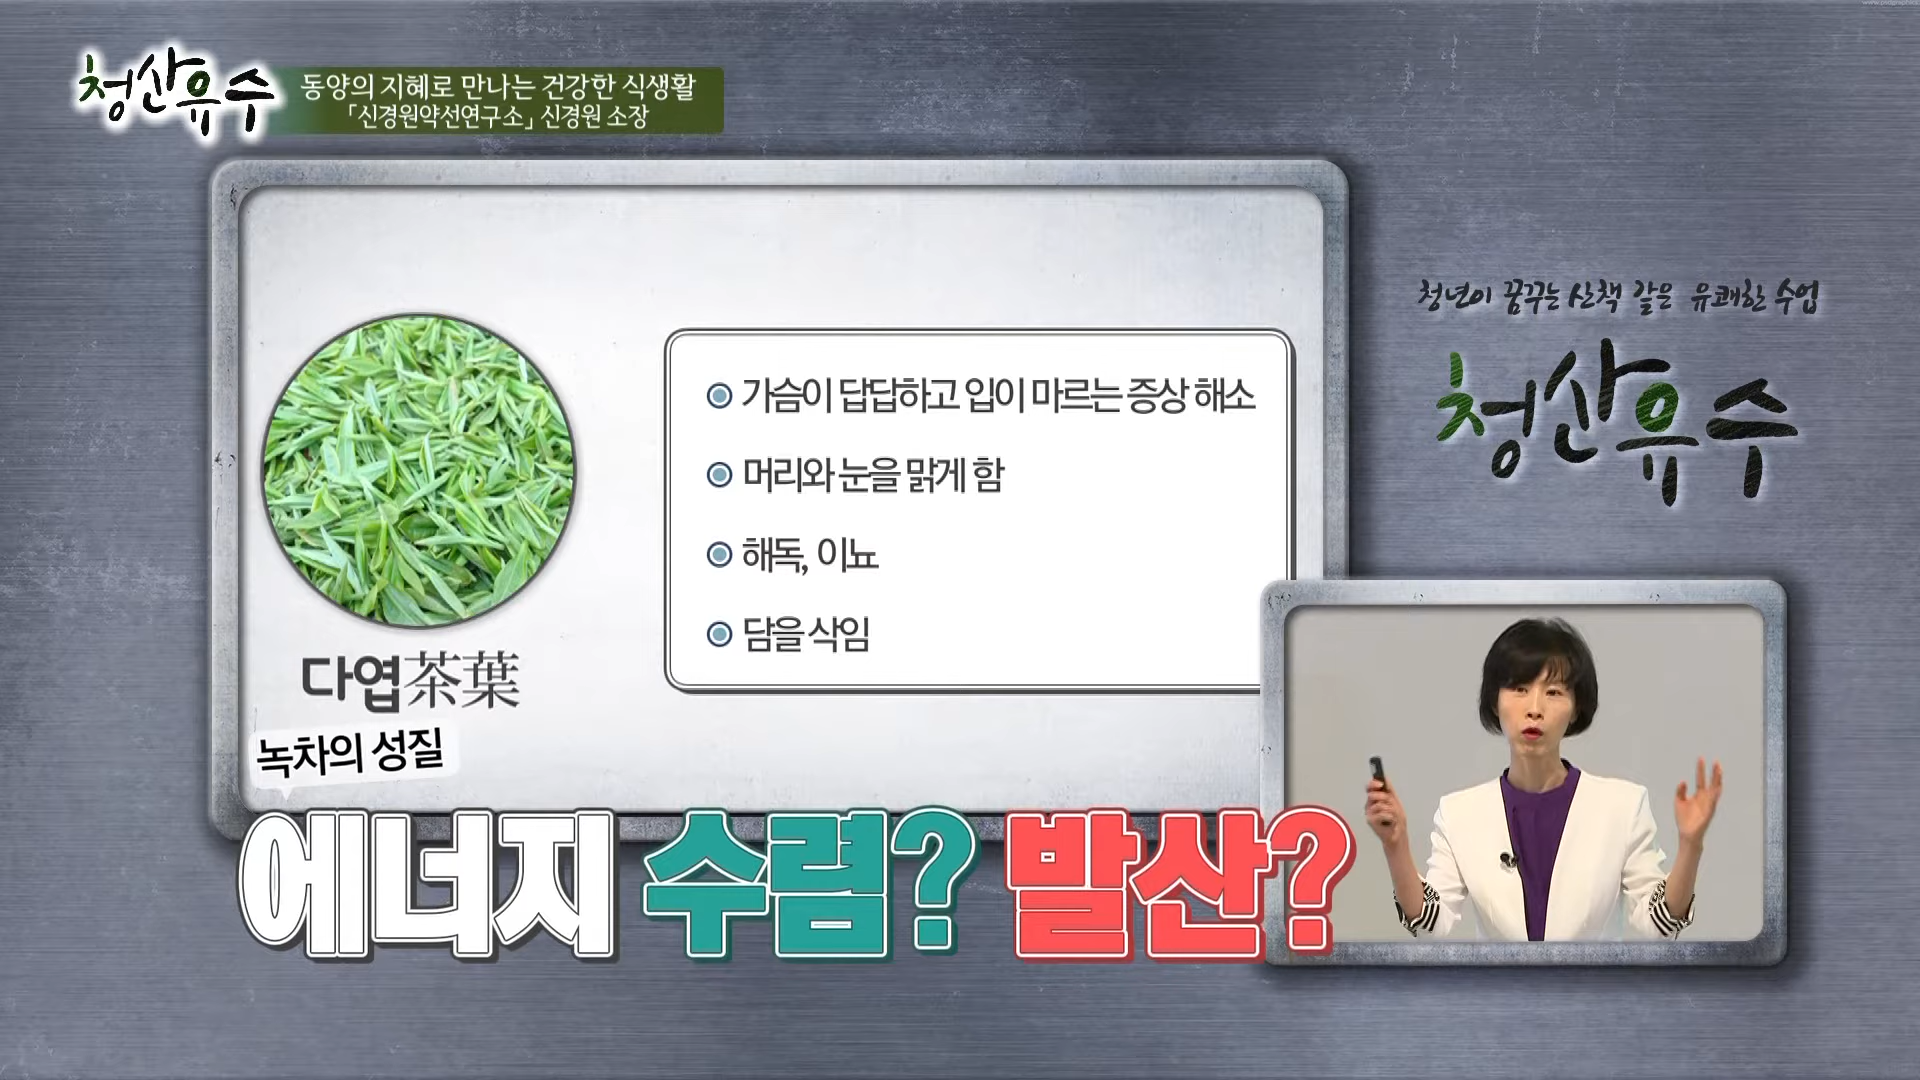 청산유수
동양의 지혜로 만나는 건강한 식생활
「신경원약선연구소」 신경원 소장
청년이 꿈꾸는 산책 같은 유쾌한 수업
청산유수
가슴이 답답하고 입이 마르는 증상 해소
머리와 눈을 맑게 함
해독, 이뇨
담을 삭임
다엽茶葉
녹차의 성질
에너지 수렴? 발산?